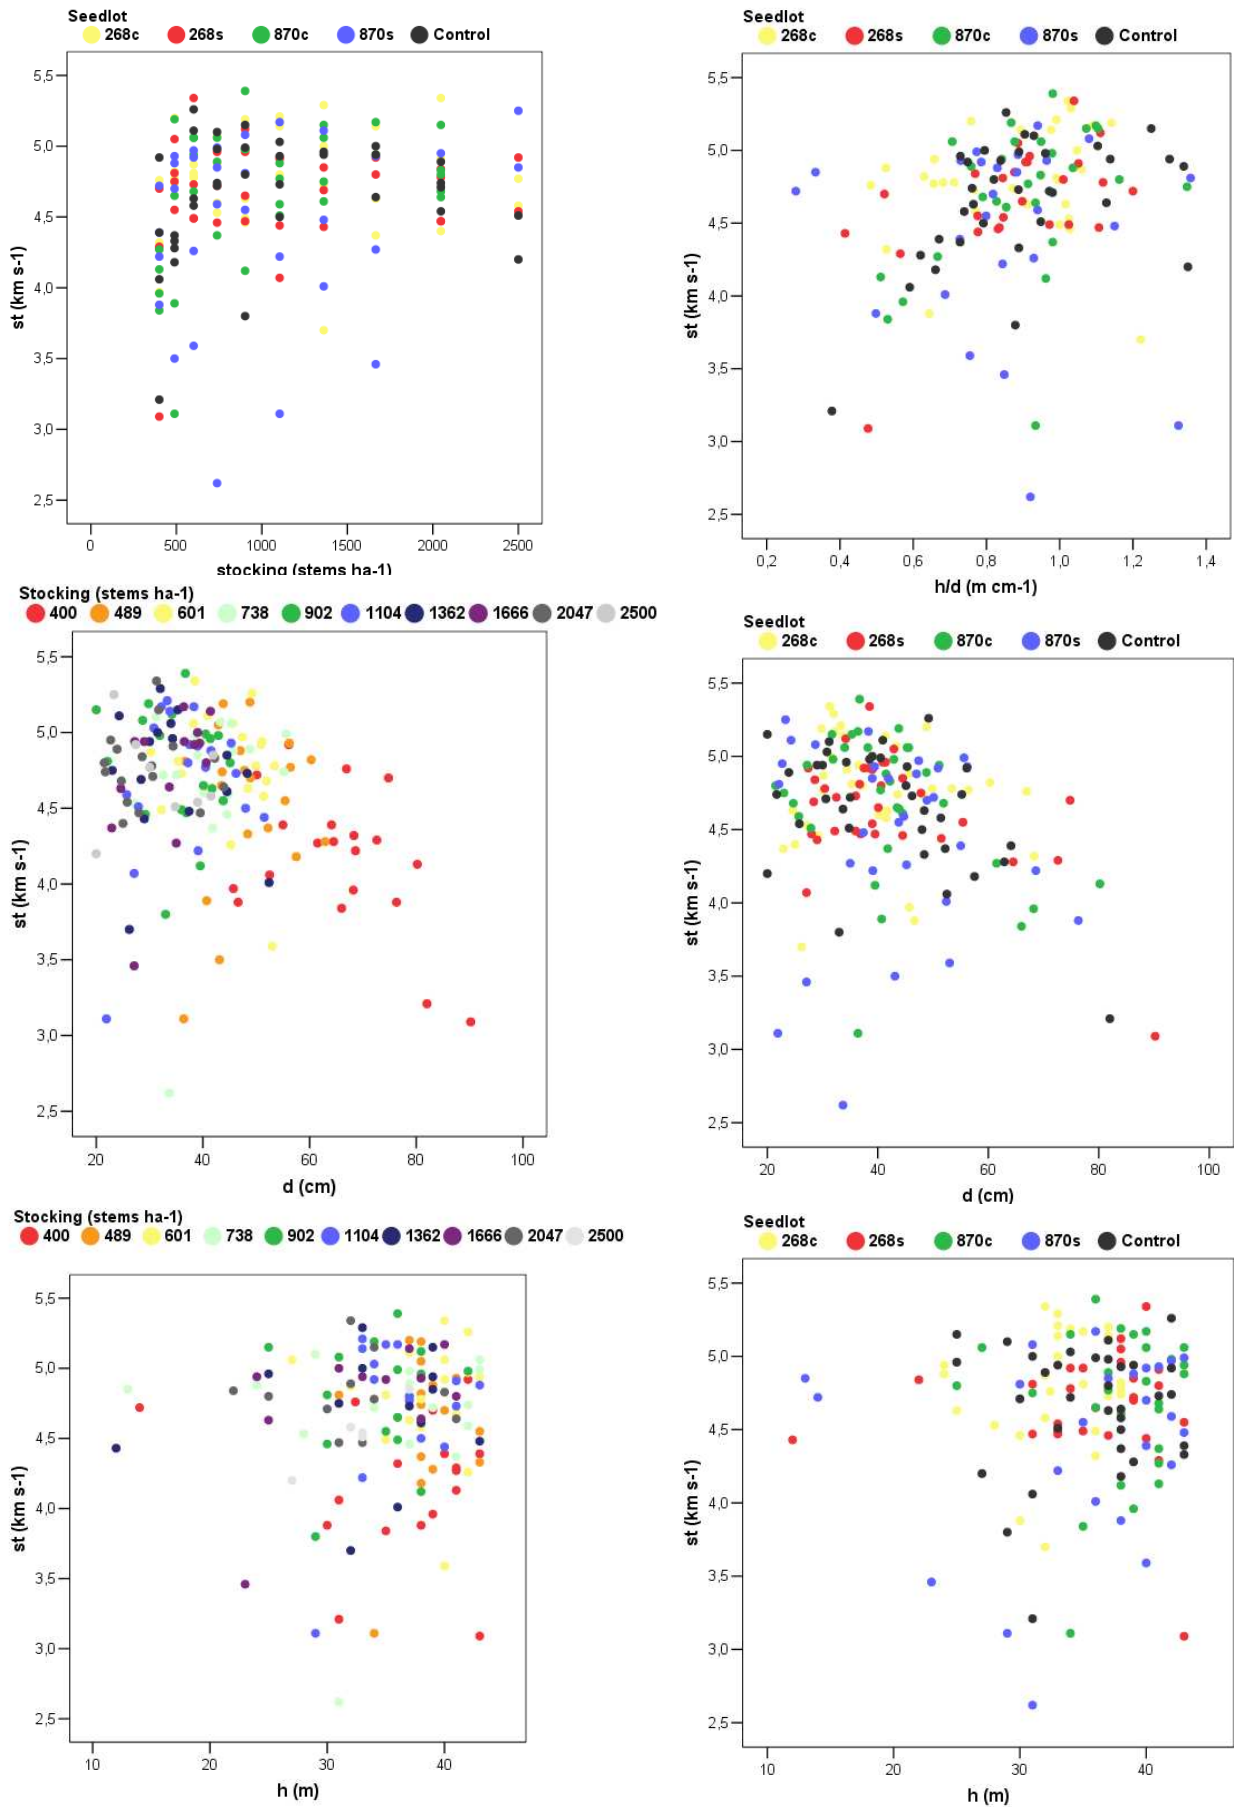 Seedlot
268c 268s 870c 870s Control
5,5
5,0
4,5
4,0
3,5
3,0
2,5
st (km s-1)
0 500 1000 1500 2000 2500
stocking (stems ha-1)
Seedlot
268c 268s 870c 870s Control
5,5
5,0
4,5
4,0
3,5
3,0
2,5
st (km s-1)
0,2 0,4 0,6 0,8 1,0 1,2 1,4
h/d (m cm-1)
Stocking (stems ha-1)
400 489 601 738 902 1104 1362 1666 2047 2500
5,5
5,0
4,5
4,0
3,5
3,0
2,5
st (km s-1)
20 40 60 80 100
d (cm)
Seedlot
268c 268s 870c 870s Control
5,5
5,0
4,5
4,0
3,5
3,0
2,5
st (km s-1)
20 40 60 80 100
d (cm)
Stocking (stems ha-1)
400 489 601 738 902 1104 1362 1666 2047 2500
5,5
5,0
4,5
4,0
3,5
3,0
2,5
st (km s-1)
10 20 30 40
h (m)
Seedlot
268c 268s 870c 870s Control
5,5
5,0
4,5
4,0
3,5
3,0
2,5
st (km s-1)
10 20 30 40
h (m)